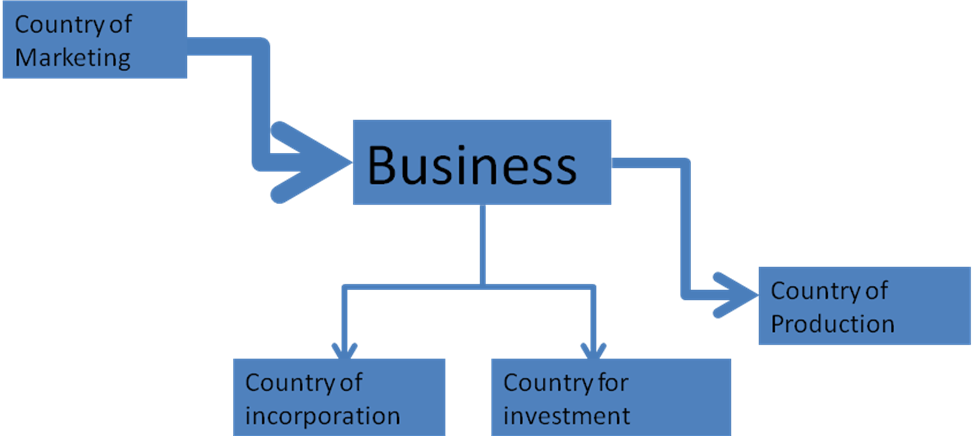 Country of
Marketing
Business
Country of
Production
Country of
incorporation
Country for
investment